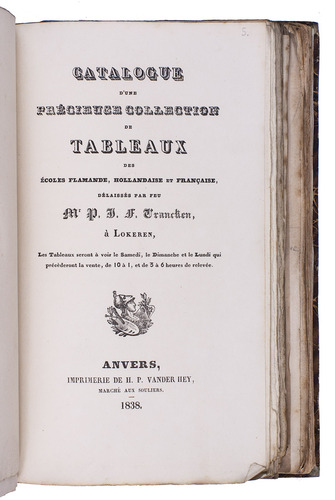 5.
CATALOGUE
D'UNE
PRÉCIEUSE COLLECTION
DE
TABLEAUX
DES
ÉCOLES FLAMANDE, HOLLANDAISE ET FRANÇAISE,
DÉLAISSÉS PAR FEU
Mr P. J. F. Vrancken,
à LOKEREN,
Les Tableaux seront à voir le Samedi, le Dimanche et le Lundi qui
précéderont la vente, de 10 à 1, et de 3 à 6 heures de relevée.
ANVERS,
IMPRIMERIE DE H. P. VANDER HEY,
MARCHÉ AUX SOULIERS.
1838.